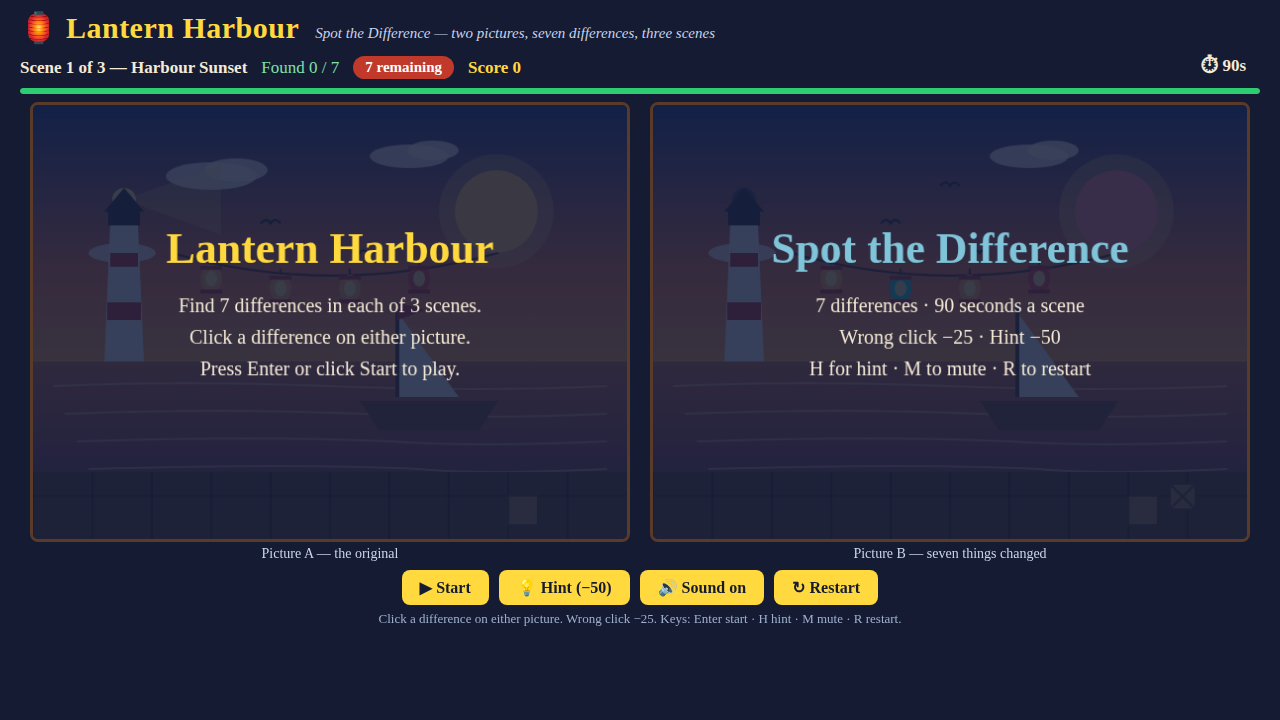 Lantern Harbour Spot the Difference — two pictures, seven differences, three scenes
Scene 1 of 3 — Harbour Sunset Found 0 / 7 7 remaining Score 0 90s
Lantern Harbour
Find 7 differences in each of 3 scenes.
Click a difference on either picture.
Press Enter or click Start to play.
Spot the Difference
7 differences · 90 seconds a scene
Wrong click −25 · Hint −50
H for hint · M to mute · R to restart
Picture A — the original
Picture B — seven things changed
▶ Start
Hint (−50)
Sound on
↻ Restart
Click a difference on either picture. Wrong click −25. Keys: Enter start · H hint · M mute · R restart.